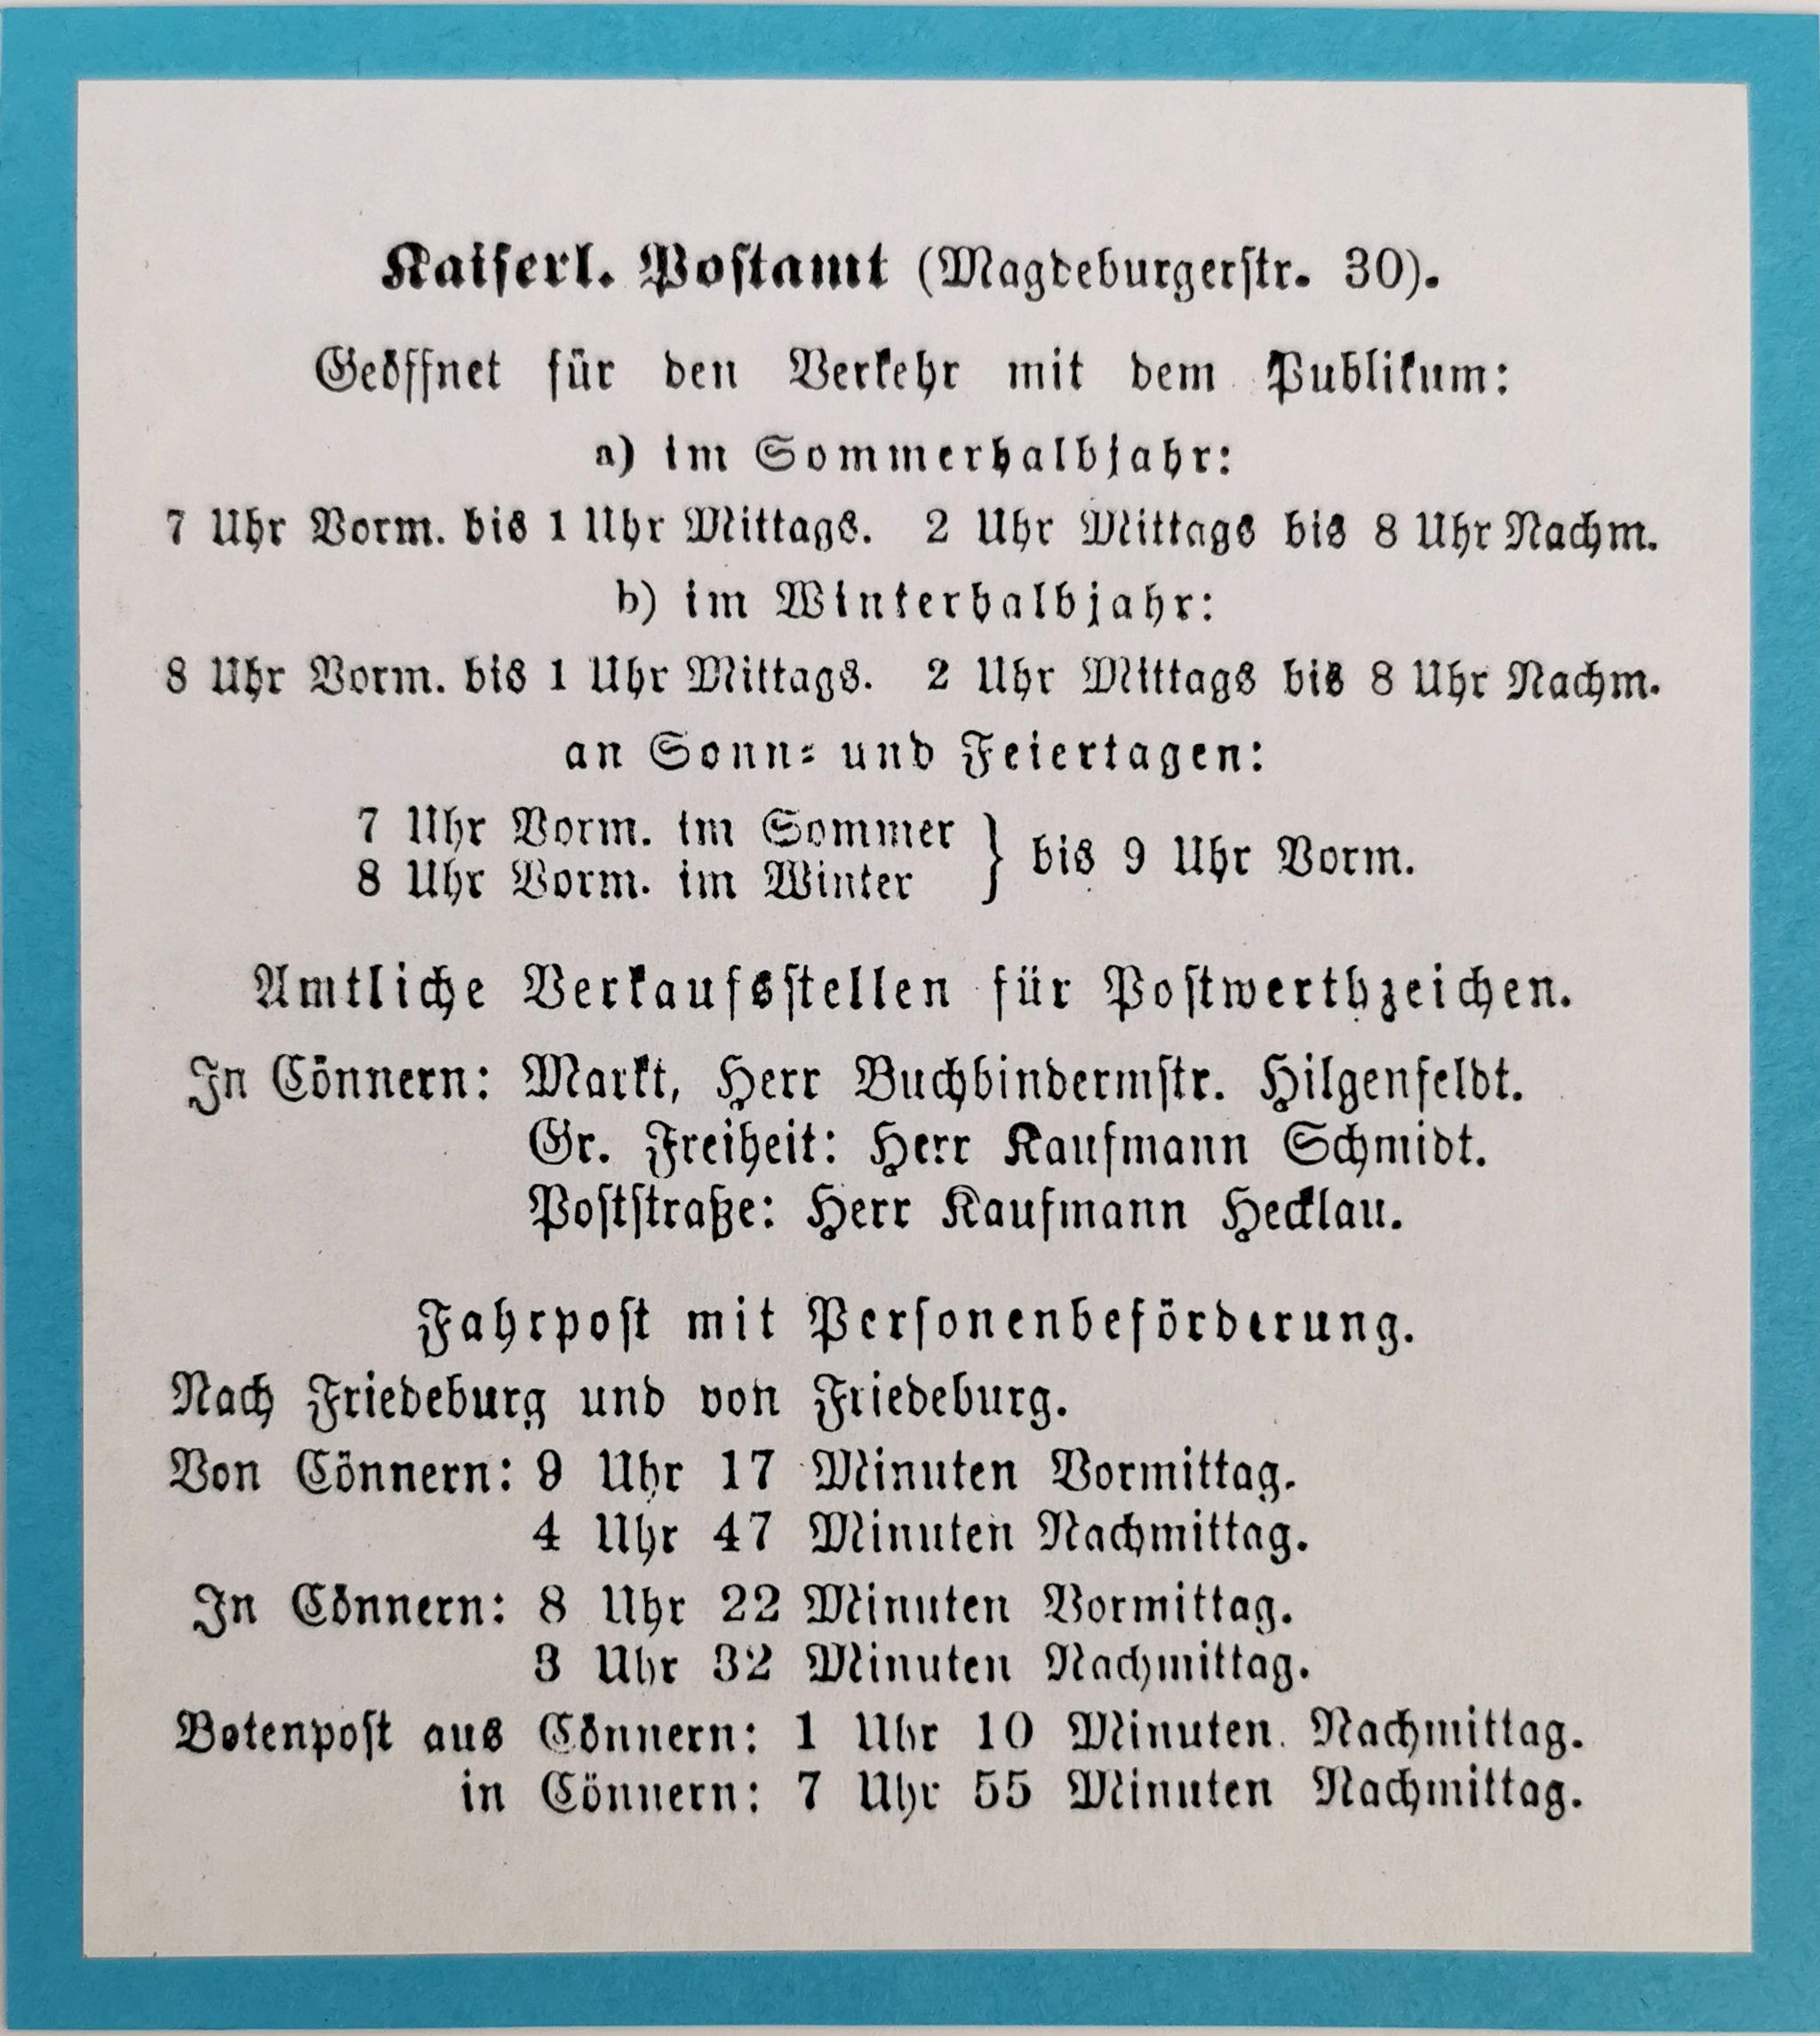 Kaiserl. Postamt (Magdeburgerstr. 30).
Geöffnet für den Verkehr mit dem Publikum:
a) im Sommerhalbjahr:
7 Uhr Vorm. bis 1 Uhr Mittags. 2 Uhr Mittags bis 8 Uhr Nachm.
b) im Winterhalbjahr:
8 Uhr Vorm. bis 1 Uhr Mittags. 2 Uhr Mittags bis 8 Uhr Nachm.
an Sonn- und Feiertagen:
7 Uhr Vorm. im Sommer
8 Uhr Vorm. im Winter } bis 9 Uhr Vorm.
Amtliche Verkaufsstellen für Postwerthzeichen.
In Cönnern: Markt, Herr Buchbindermstr. Hilgenfeldt.
Gr. Freiheit: Herr Kaufmann Schmidt.
Poststraße: Herr Kaufmann Hecklau.
Fahrpost mit Personenbeförderung.
Nach Friedeburg und von Friedeburg.
Von Cönnern: 9 Uhr 17 Minuten Vormittag.
4 Uhr 47 Minuten Nachmittag.
In Cönnern: 8 Uhr 22 Minuten Vormittag.
3 Uhr 32 Minuten Nachmittag.
Botenpost aus Cönnern: 1 Uhr 10 Minuten Nachmittag.
in Cönnern: 7 Uhr 55 Minuten Nachmittag.